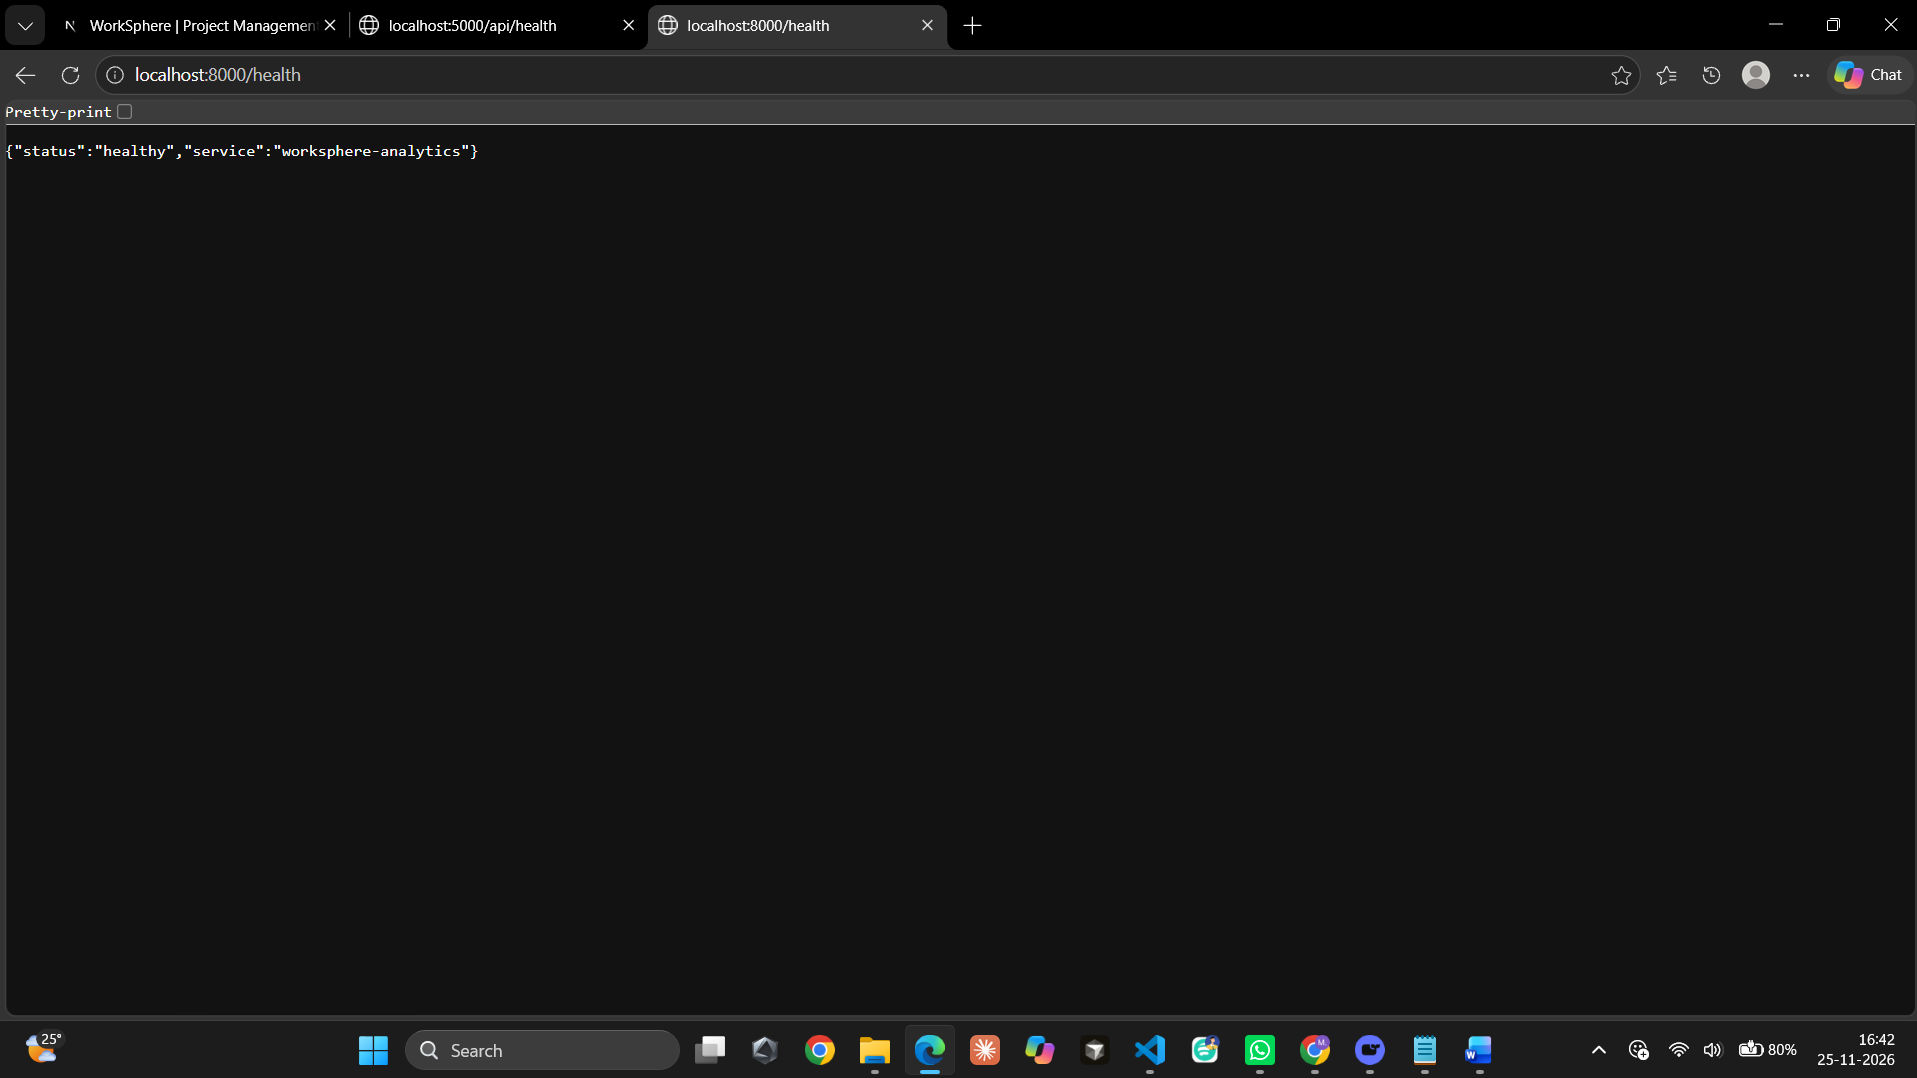 WorkSphere | Project Managemen
localhost:5000/api/health
localhost:8000/health
localhost:8000/health
Chat
Pretty-print
{"status":"healthy","service":"worksphere-analytics"}
25°
Search
M
W
80%
16:42
25-11-2026